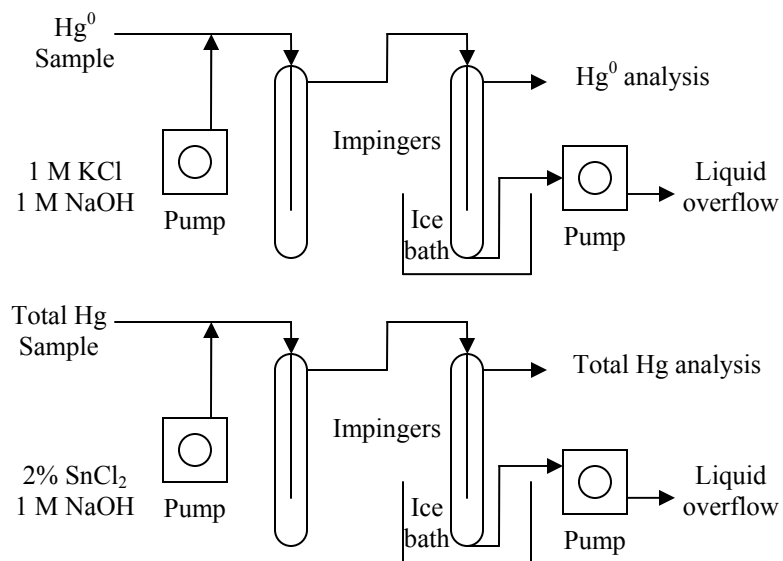 Hg⁰
Sample
Hg⁰ analysis
Impingers
1 M KCl
1 M NaOH
Pump
Ice
bath
Pump
Liquid
overflow
Total Hg
Sample
Total Hg analysis
Impingers
2% SnCl₂
1 M NaOH
Pump
Ice
bath
Pump
Liquid
overflow